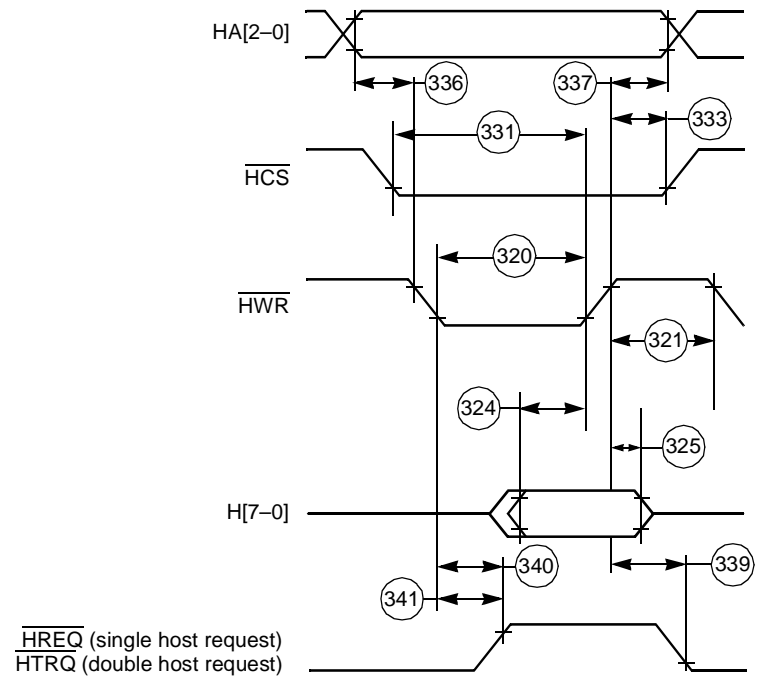 HA[2–0]
336
337
333
331
HCS
320
HWR
321
324
325
H[7–0]
340
339
341
HREQ (single host request)
HTRQ (double host request)